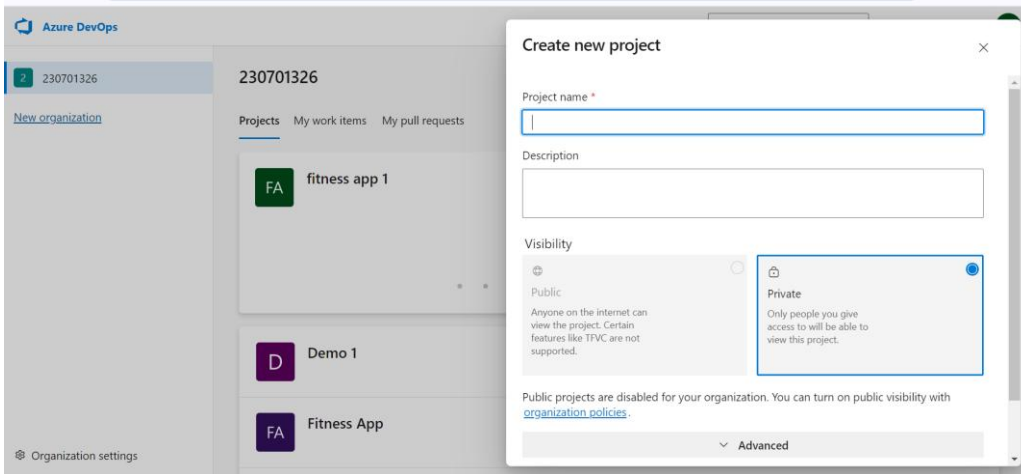 Azure DevOps
2 230701326
New organization
Organization settings
230701326
Projects My work items My pull requests
FA fitness app 1
D Demo 1
FA Fitness App
Create new project
Project name *
Description
Visibility
Public
Anyone on the internet can
view the project. Certain
features like TFVC are not
supported.
Private
Only people you give
access to will be able to
view this project.
Public projects are disabled for your organization. You can turn on public visibility with
organization policies.
Advanced